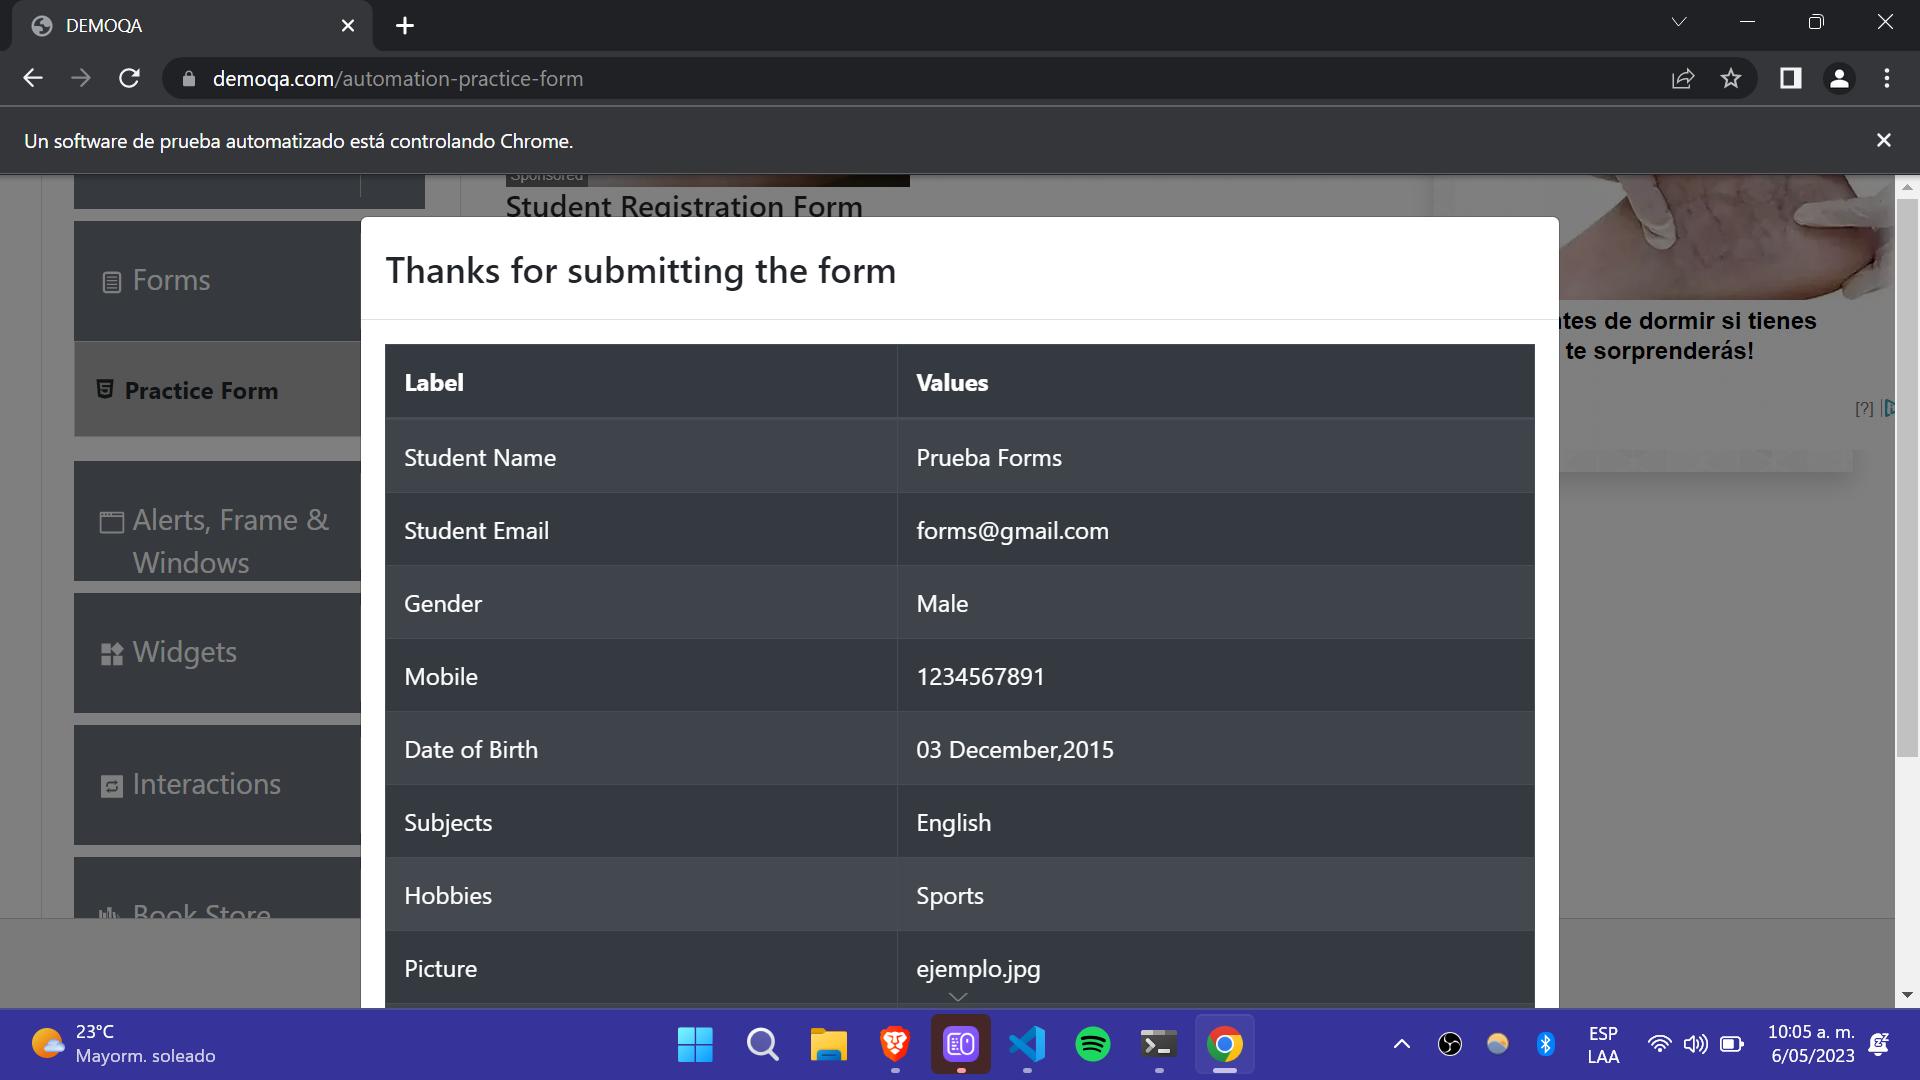 DEMOQA
demoqa.com/automation-practice-form
Un software de prueba automatizado está controlando Chrome.
Sponsored
Student Registration Form
Forms
Practice Form
Alerts, Frame &
Windows
Widgets
Interactions
Book Store
Thanks for submitting the form
Label Values
Student Name Prueba Forms
Student Email forms@gmail.com
Gender Male
Mobile 1234567891
Date of Birth 03 December,2015
Subjects English
Hobbies Sports
Picture ejemplo.jpg
de dormir si tienes
te sorprenderás!
[?]
23°C
Mayorm. soleado
ESP
LAA
10:05 a. m.
6/05/2023